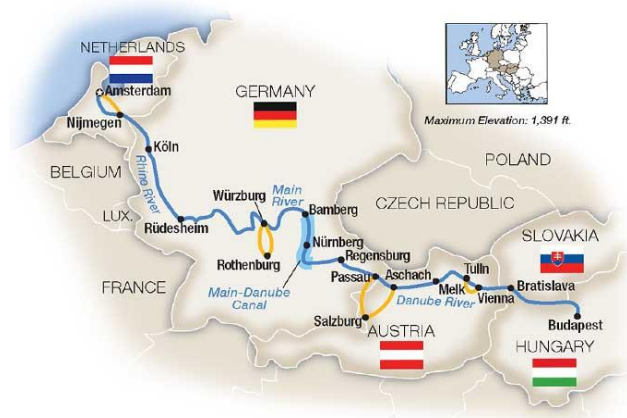 NETHERLANDS
Amsterdam
Nijmegen
GERMANY
Maximum Elevation: 1,391 ft.
Köln
BELGIUM
Rhine River
POLAND
LUX.
Würzburg
Main
River
Bamberg
CZECH REPUBLIC
Rüdesheim
Nürnberg
SLOVAKIA
Rothenburg
Regensburg
Main-Danube
Canal
Passau
Aschach
Tulln
FRANCE
Melk
Danube River
Vienna
Bratislava
Salzburg
AUSTRIA
Budapest
HUNGARY